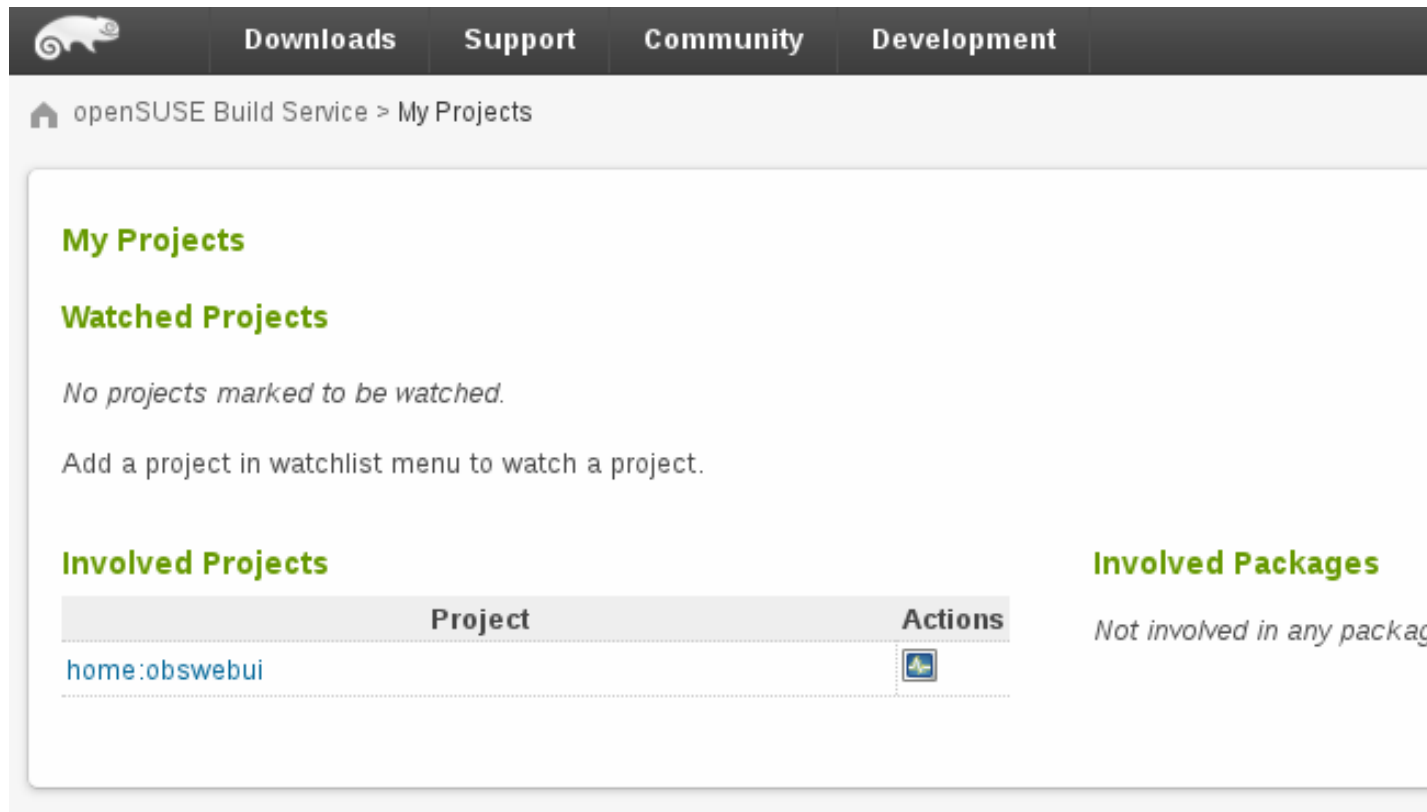 Downloads Support Community Development
openSUSE Build Service > My Projects
My Projects
Watched Projects
No projects marked to be watched.
Add a project in watchlist menu to watch a project.
Involved Projects
Project Actions
home:obswebui
Involved Packages
Not involved in any